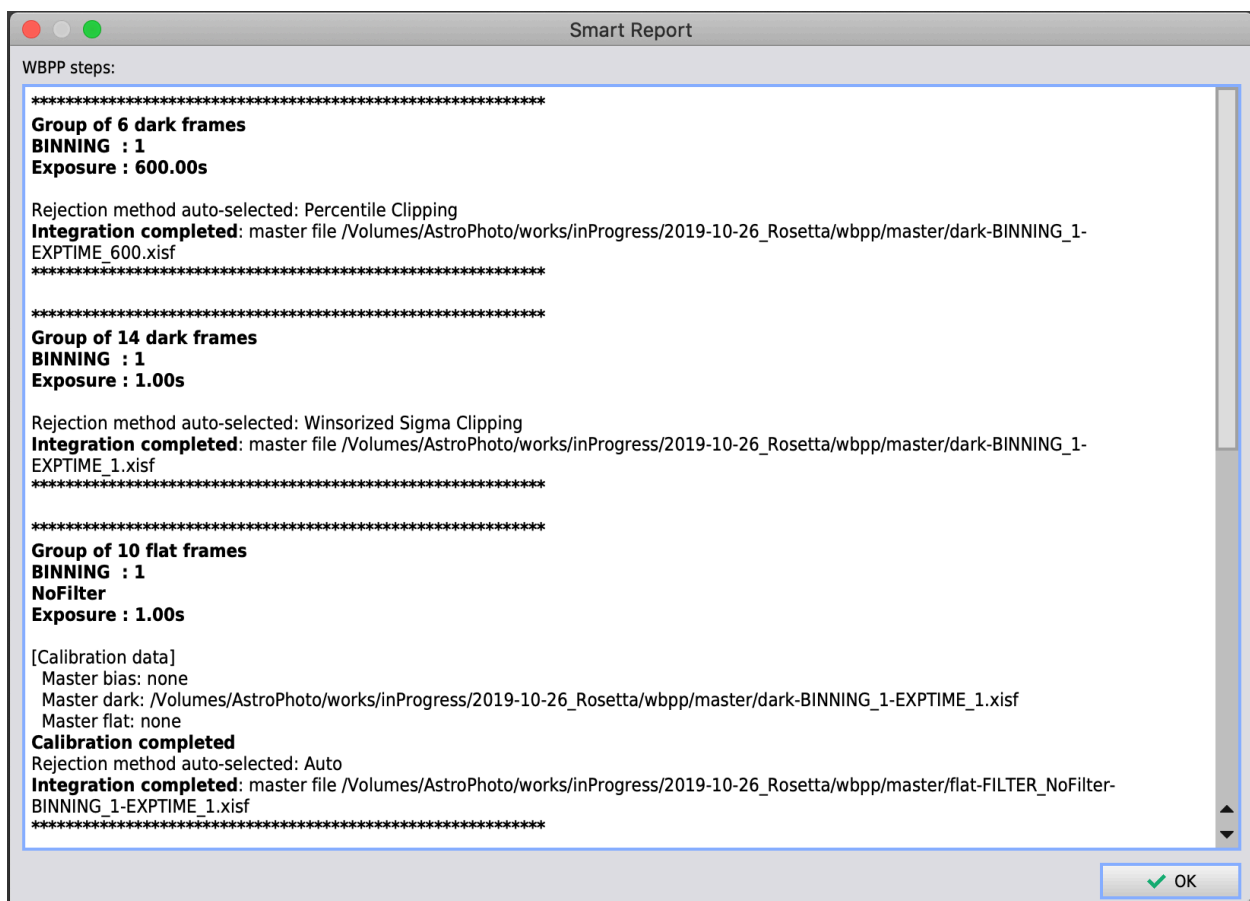 Smart Report
WBPP steps:
************************************************************
Group of 6 dark frames
BINNING  : 1
Exposure : 600.00s
Rejection method auto-selected: Percentile Clipping
Integration completed: master file /Volumes/AstroPhoto/works/inProgress/2019-10-26_Rosetta/wbpp/master/dark-BINNING_1-
EXPTIME_600.xisf
************************************************************
************************************************************
Group of 14 dark frames
BINNING  : 1
Exposure : 1.00s
Rejection method auto-selected: Winsorized Sigma Clipping
Integration completed: master file /Volumes/AstroPhoto/works/inProgress/2019-10-26_Rosetta/wbpp/master/dark-BINNING_1-
EXPTIME_1.xisf
************************************************************
************************************************************
Group of 10 flat frames
BINNING  : 1
NoFilter
Exposure : 1.00s
[Calibration data]
Master bias: none
Master dark: /Volumes/AstroPhoto/works/inProgress/2019-10-26_Rosetta/wbpp/master/dark-BINNING_1-EXPTIME_1.xisf
Master flat: none
Calibration completed
Rejection method auto-selected: Auto
Integration completed: master file /Volumes/AstroPhoto/works/inProgress/2019-10-26_Rosetta/wbpp/master/flat-FILTER_NoFilter-
BINNING_1-EXPTIME_1.xisf
************************************************************
OK